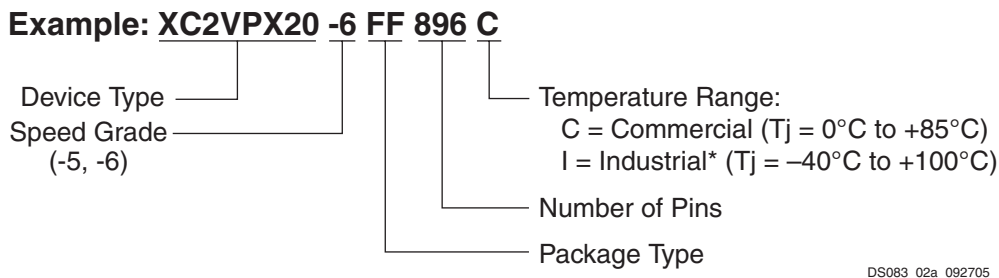 Example: XC2VPX20 -6 FF 896 C
Device Type
Speed Grade
(-5, -6)
Temperature Range:
C = Commercial (Tj = 0°C to +85°C)
I = Industrial* (Tj = –40°C to +100°C)
Number of Pins
Package Type
DS083_02a_092705